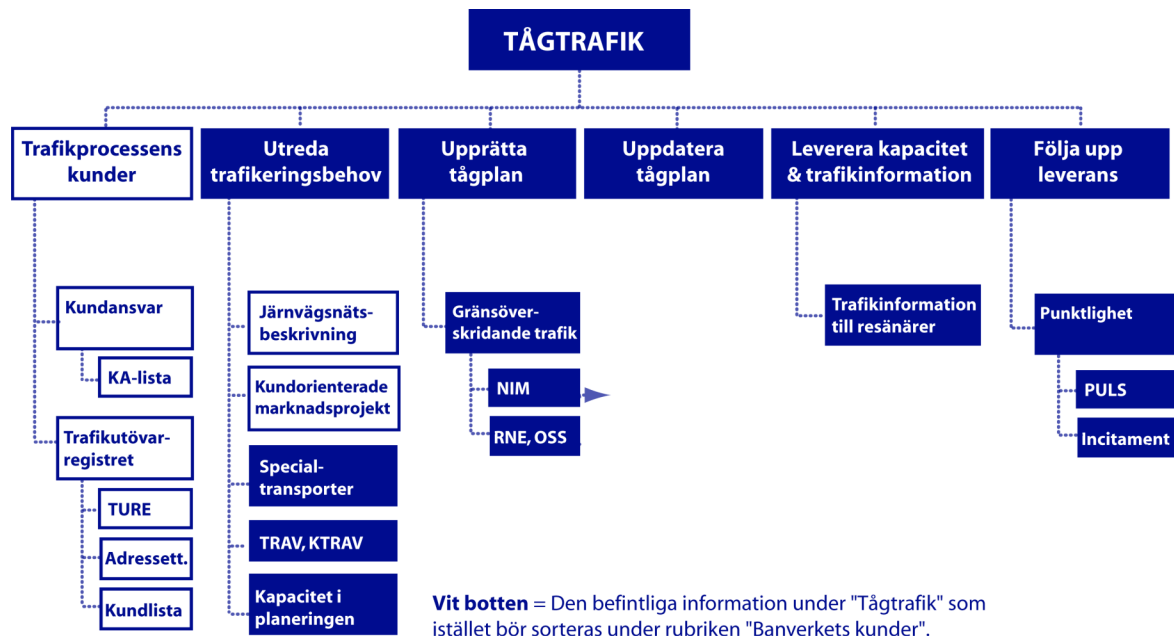 TÅGTRAFIK
Trafikprocessens
kunder
Utreda
trafikeringsbehov
Upprätta
tågplan
Uppdatera
tågplan
Leverera kapacitet
& trafikinformation
Följa upp
leverans
Kundansvar
KA-lista
Trafikutövar-
registret
TURE
Adressett.
Kundlista
Järnvägsnäts-
beskrivning
Kundorienterade
marknadsprojekt
Special-
transporter
TRAV, KTRAV
Kapacitet i
planeringen
Gränsöver-
skridande trafik
NIM
RNE, OSS
Trafikinformation
till resänärer
Punktlighet
PULS
Incitament
Vit botten = Den befintliga information under "Tågtrafik" som
istället bör sorteras under rubriken "Banverkets kunder".